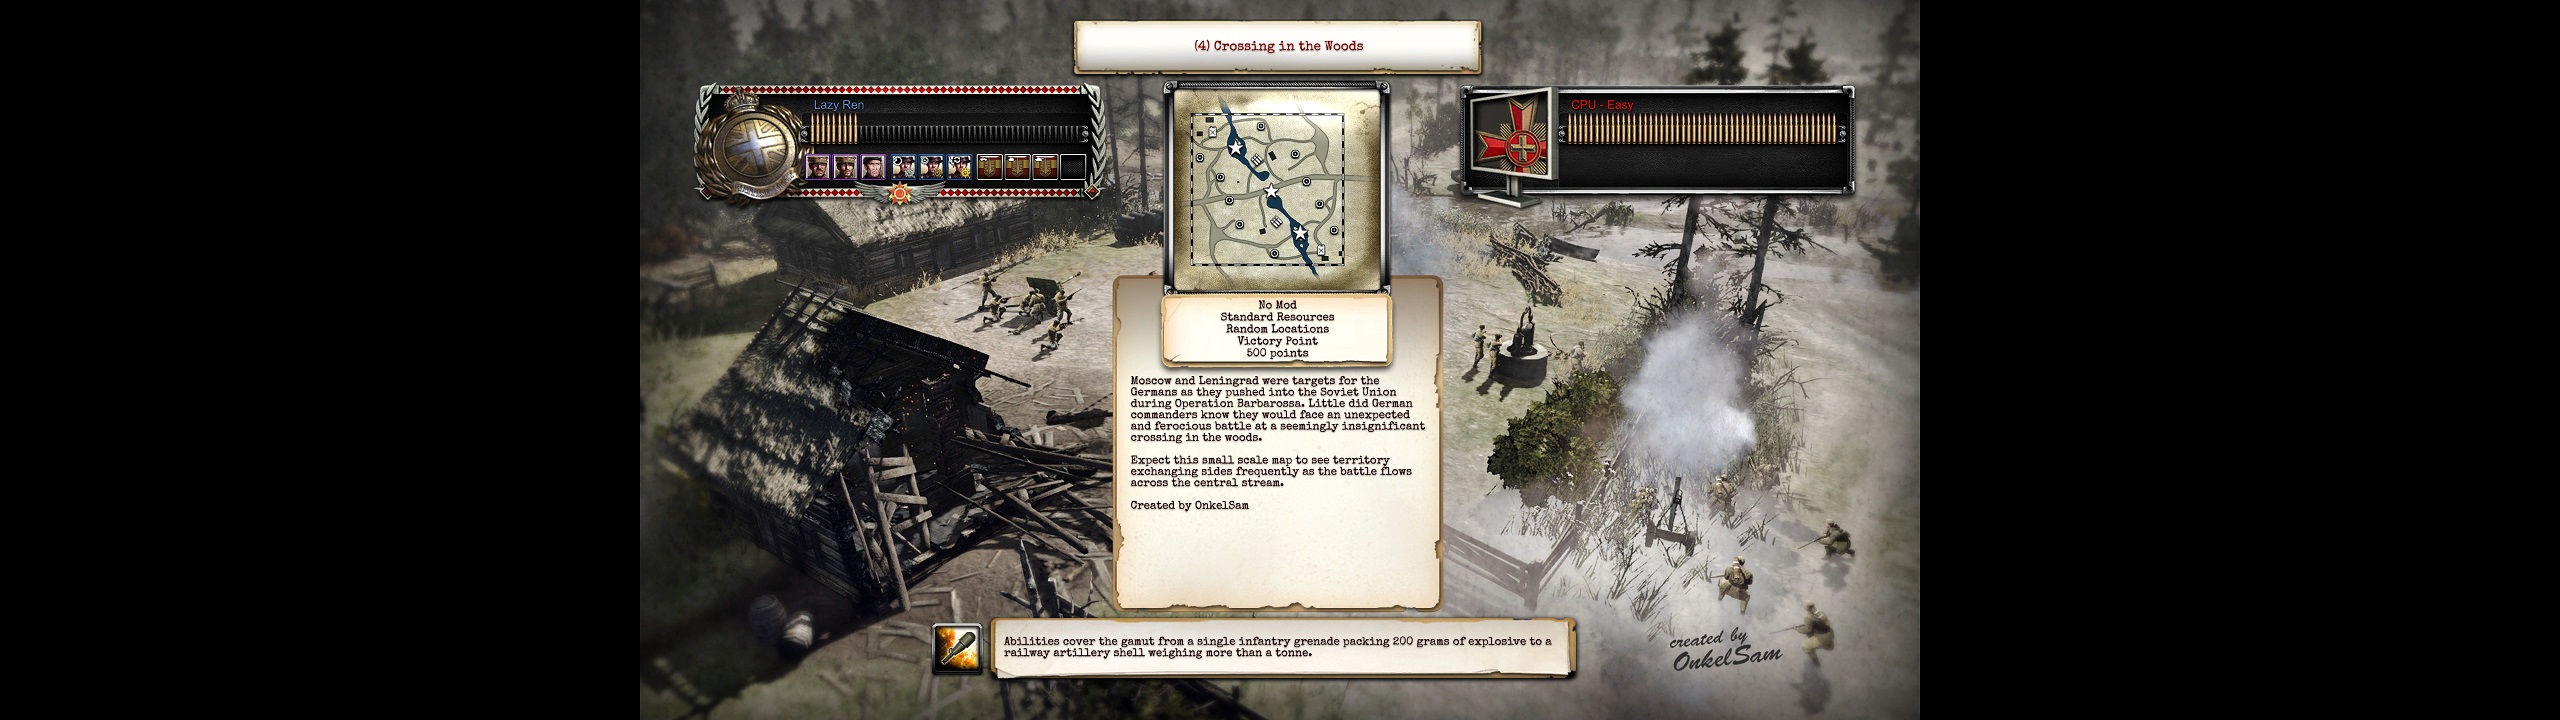 (4) Crossing in the Woods
Lazy Ren
CPU - Easy
No Mod
Standard Resources
Random Locations
Victory Point
500 points
Moscow and Leningrad were targets for the
Germans as they pushed into the Soviet Union
during Operation Barbarossa. Little did German
commanders know they would face an unexpected
and ferocious battle at a seemingly insignificant
crossing in the woods.
Expect this small scale map to see territory
exchanging sides frequently as the battle flows
across the central stream.
Created by OnkelSam
Abilities cover the gamut from a single infantry grenade packing 200 grams of explosive to a
railway artillery shell weighing more than a tonne.
created by
OnkelSam